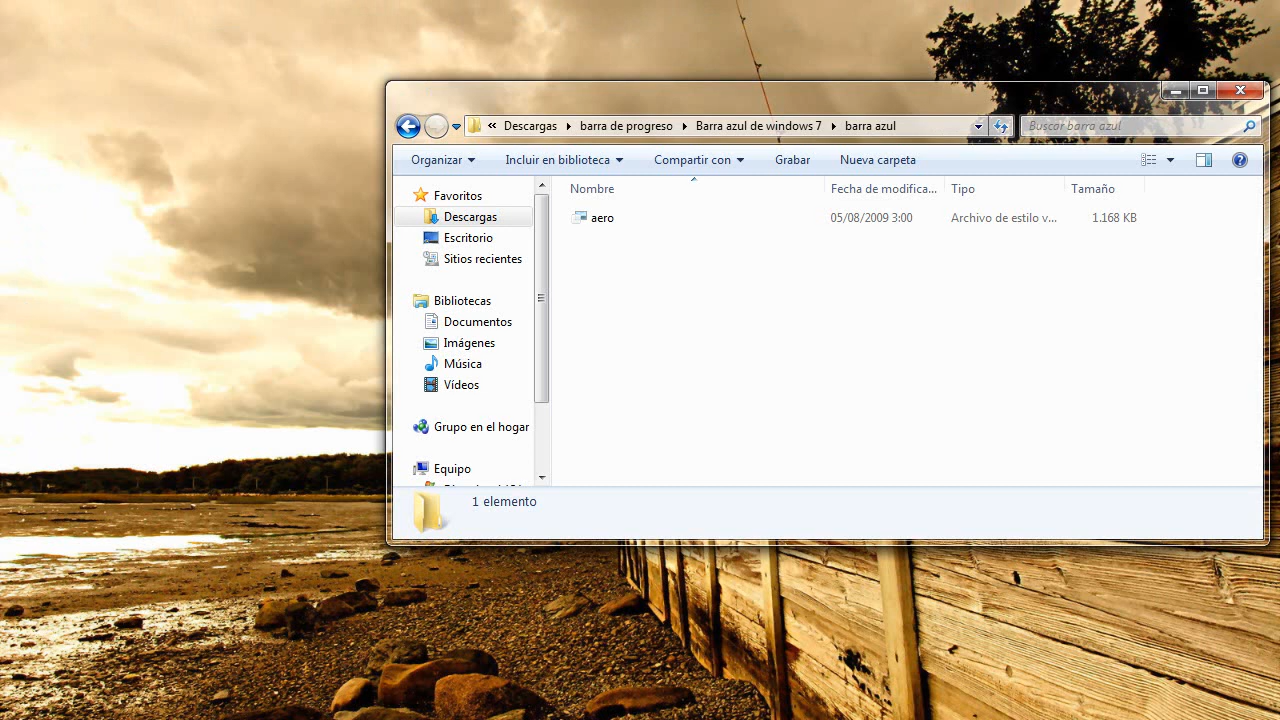 « Descargas barra de progreso Barra azul de windows 7 barra azul
Buscar barra azul
Organizar Incluir en biblioteca Compartir con Grabar Nueva carpeta
Favoritos
Descargas
Escritorio
Sitios recientes
Bibliotecas
Documentos
Imágenes
Música
Vídeos
Grupo en el hogar
Equipo
Nombre Fecha de modifica... Tipo Tamaño
aero 05/08/2009 3:00 Archivo de estilo v... 1.168 KB
1 elemento